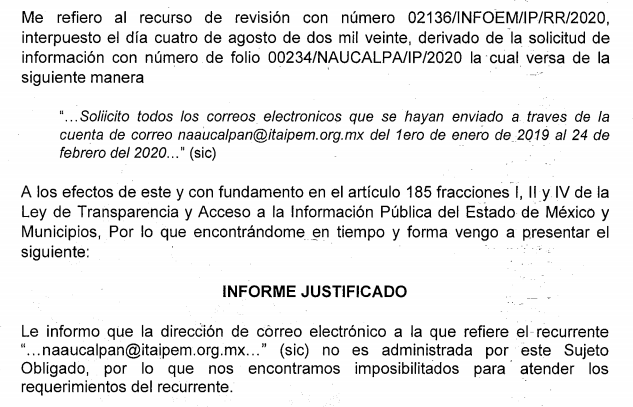 Me refiero al recurso de revisión con número 02136/INFOEM/IP/RR/2020,
interpuesto el día cuatro de agosto de dos mil veinte, derivado de la solicitud de
información con número de folio 00234/NAUCALPA/IP/2020 la cual versa de la
siguiente manera
"…Soliicito todos los correos electronicos que se hayan enviado a traves de la
cuenta de correo naaucalpan@itaipem.org.mx del 1ero de enero de 2019 al 24 de
febrero del 2020…" (sic)
A los efectos de este y con fundamento en el artículo 185 fracciones I, II y IV de la
Ley de Transparencia y Acceso a la Información Pública del Estado de México y
Municipios, Por lo que encontrándome en tiempo y forma vengo a presentar el
siguiente:
INFORME JUSTIFICADO
Le informo que la dirección de correo electrónico a la que refiere el recurrente
"…naaucalpan@itaipem.org.mx…" (sic) no es administrada por este Sujeto
Obligado, por lo que nos encontramos imposibilitados para atender los
requerimientos del recurrente.